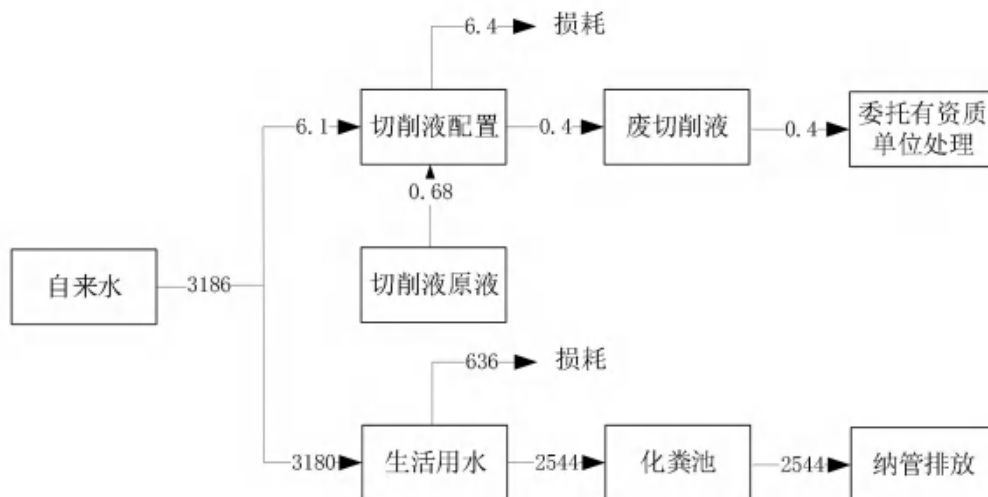 6.4
损耗
6.1
切削液配置
0.4
废切削液
0.4
委托有资质
单位处理
0.68
自来水
3186
切削液原液
636
损耗
3180
生活用水
2544
化粪池
2544
纳管排放